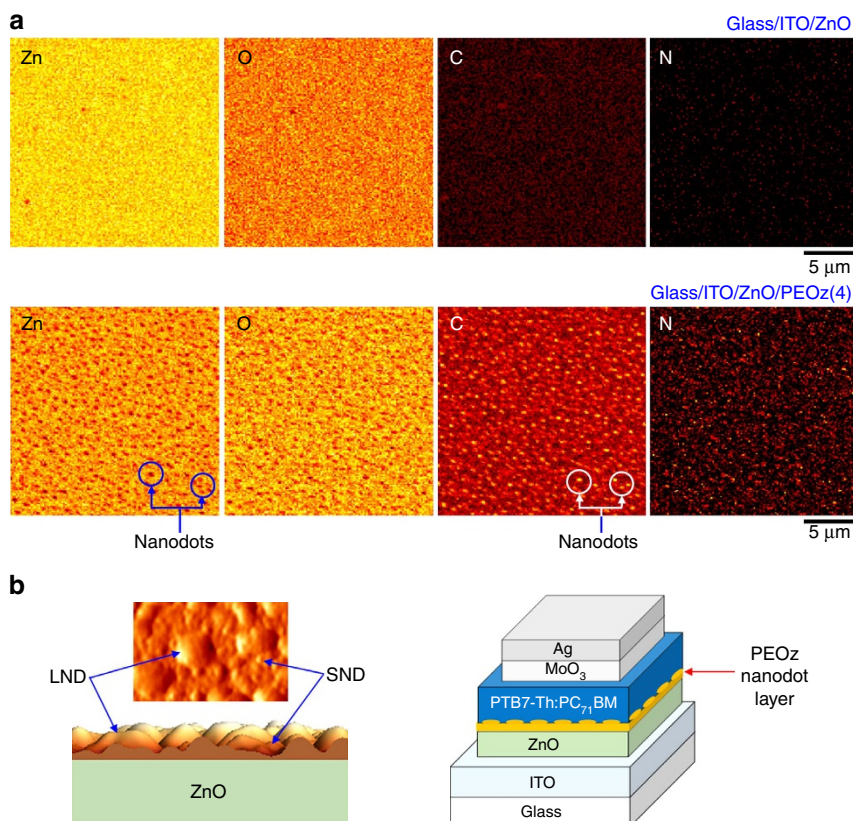 a
Glass/ITO/ZnO
Zn
O
C
N
5 μm
Glass/ITO/ZnO/PEOz(4)
Zn
O
C
N
Nanodots
Nanodots
5 μm
b
LND
SND
ZnO
Ag
MoO₃
PTB7-Th:PC₇₁BM
ZnO
ITO
Glass
PEOz
nanodot
layer